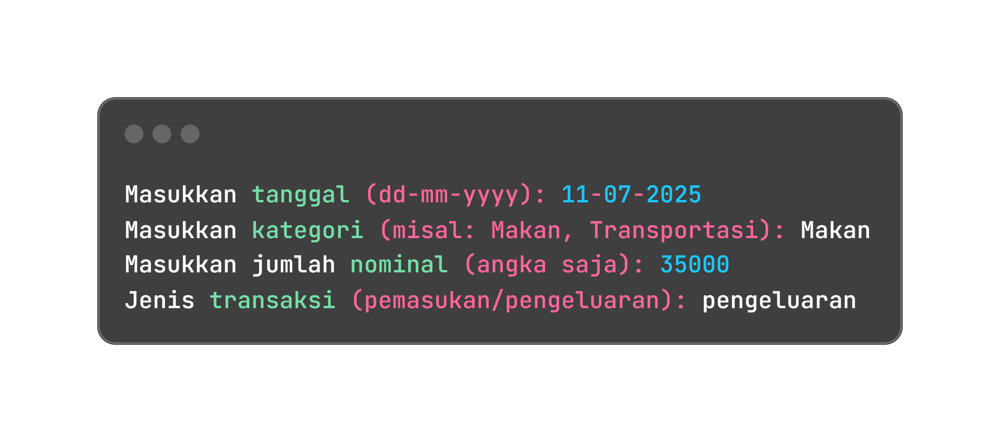 Masukkan tanggal (dd-mm-yyyy): 11-07-2025
Masukkan kategori (misal: Makan, Transportasi): Makan
Masukkan jumlah nominal (angka saja): 35000
Jenis transaksi (pemasukan/pengeluaran): pengeluaran